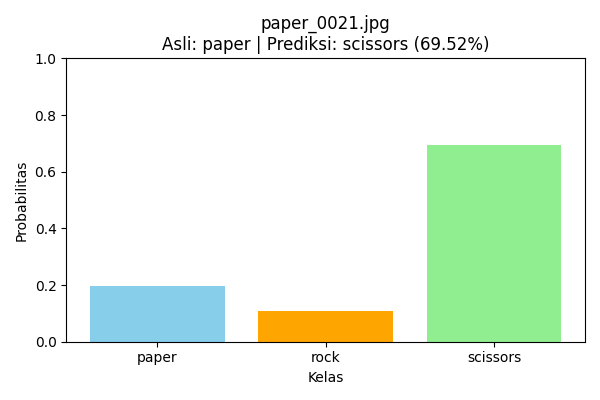 paper_0021.jpg
Asli: paper | Prediksi: scissors (69.52%)
1.0
0.8
0.6
0.4
0.2
0.0
Probabilitas
paper rock scissors
Kelas